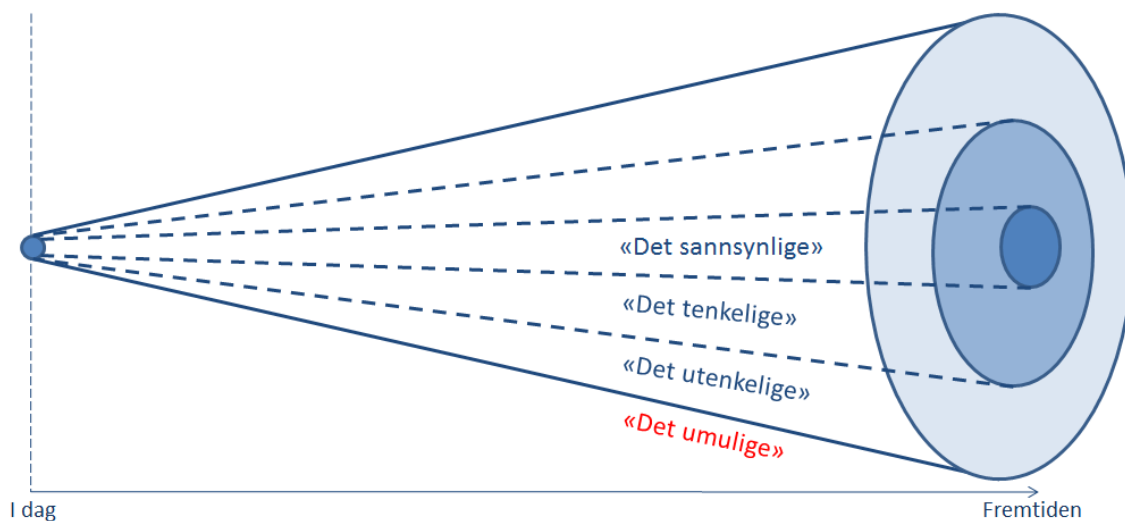 «Det sannsynlige»
«Det tenkelige»
«Det utenkelige»
«Det umulige»
I dag
Fremtiden